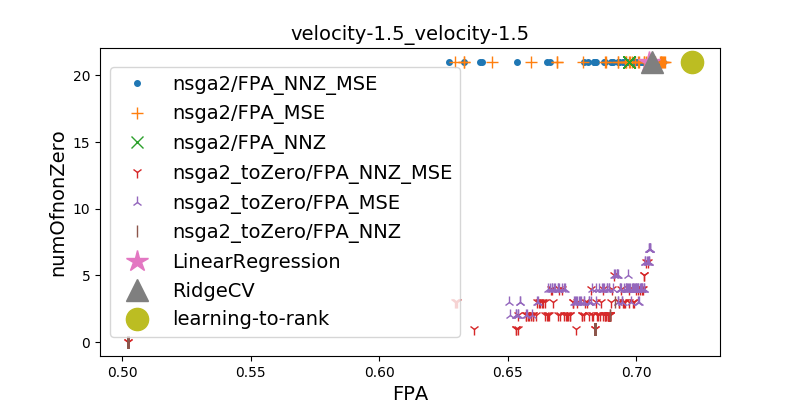 velocity-1.5_velocity-1.5
numOfnonZero
20
15
10
5
0
nsga2/FPA_NNZ_MSE
nsga2/FPA_MSE
nsga2/FPA_NNZ
nsga2_toZero/FPA_NNZ_MSE
nsga2_toZero/FPA_MSE
nsga2_toZero/FPA_NNZ
LinearRegression
RidgeCV
learning-to-rank
0.50 0.55 0.60 0.65 0.70
FPA